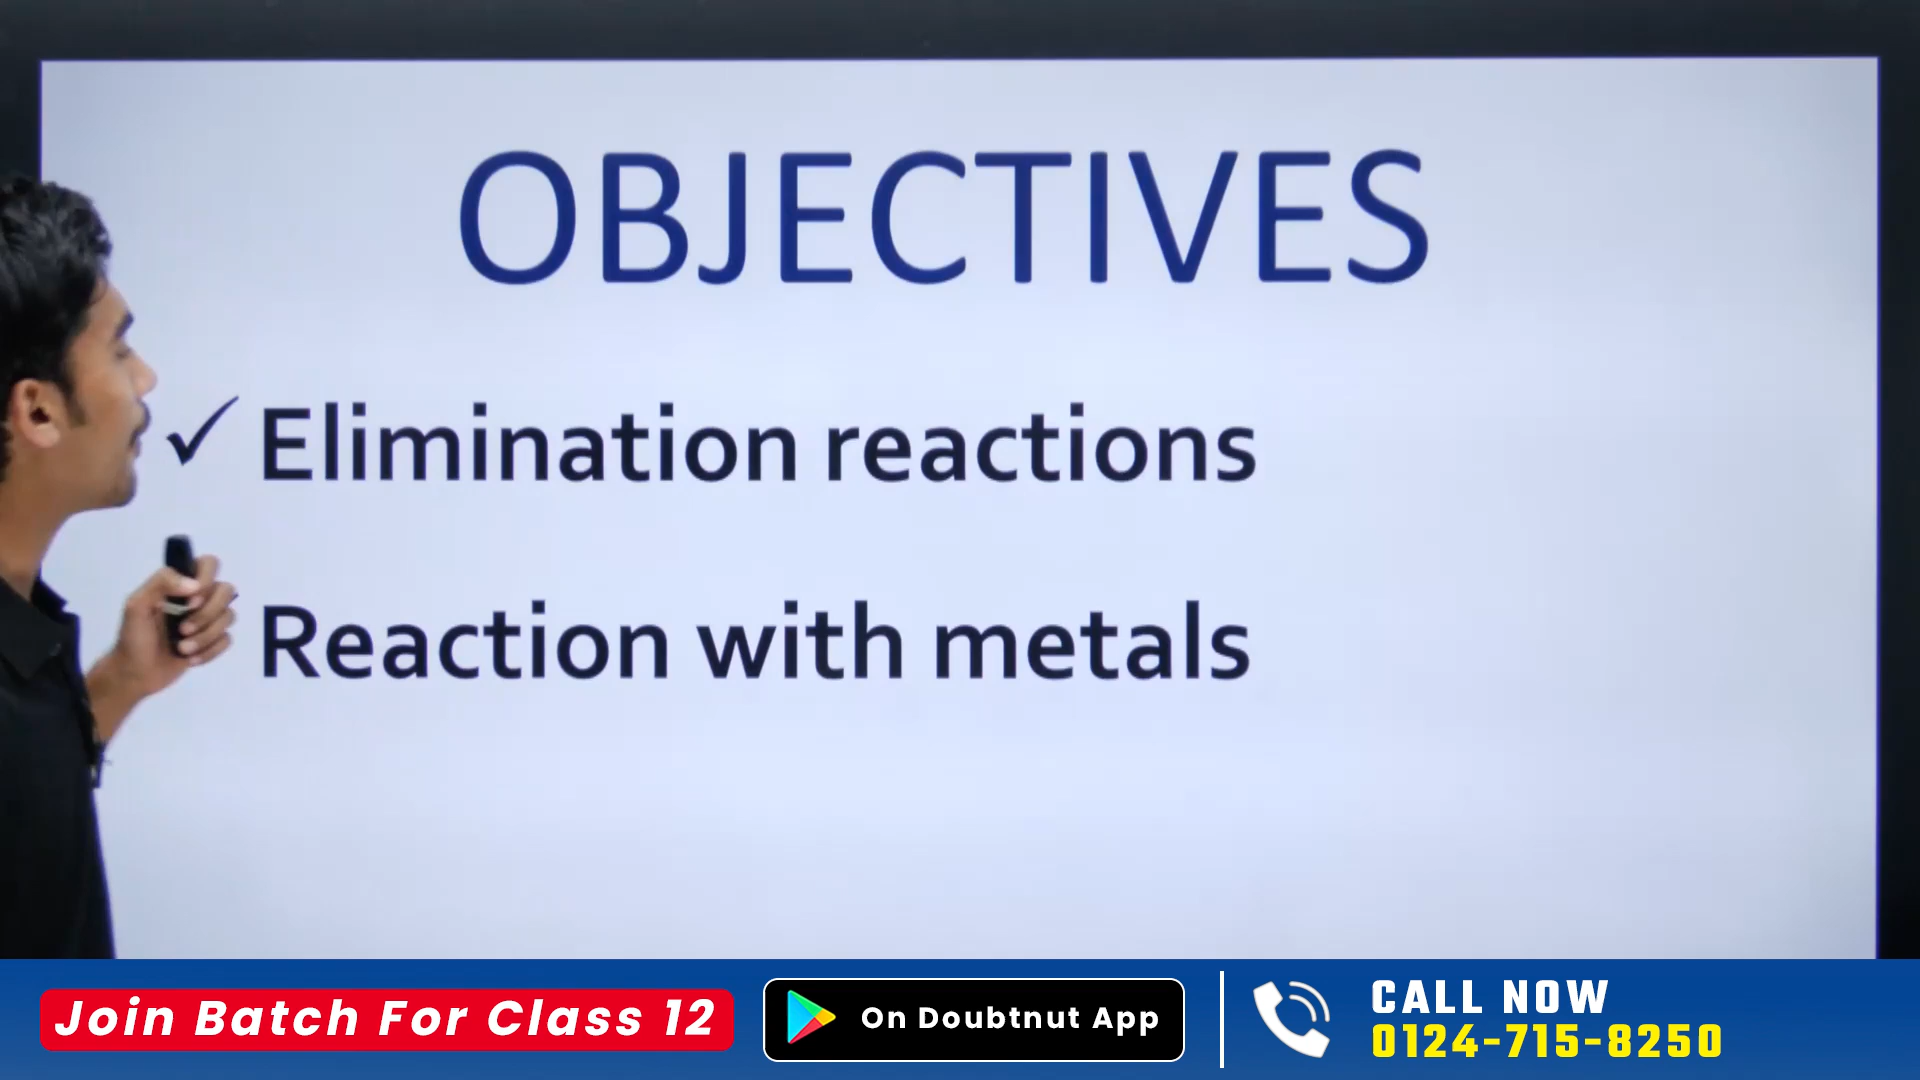 OBJECTIVES
✓ Elimination reactions
Reaction with metals
Join Batch For Class 12
On Doubtnut App
CALL NOW
0124-715-8250